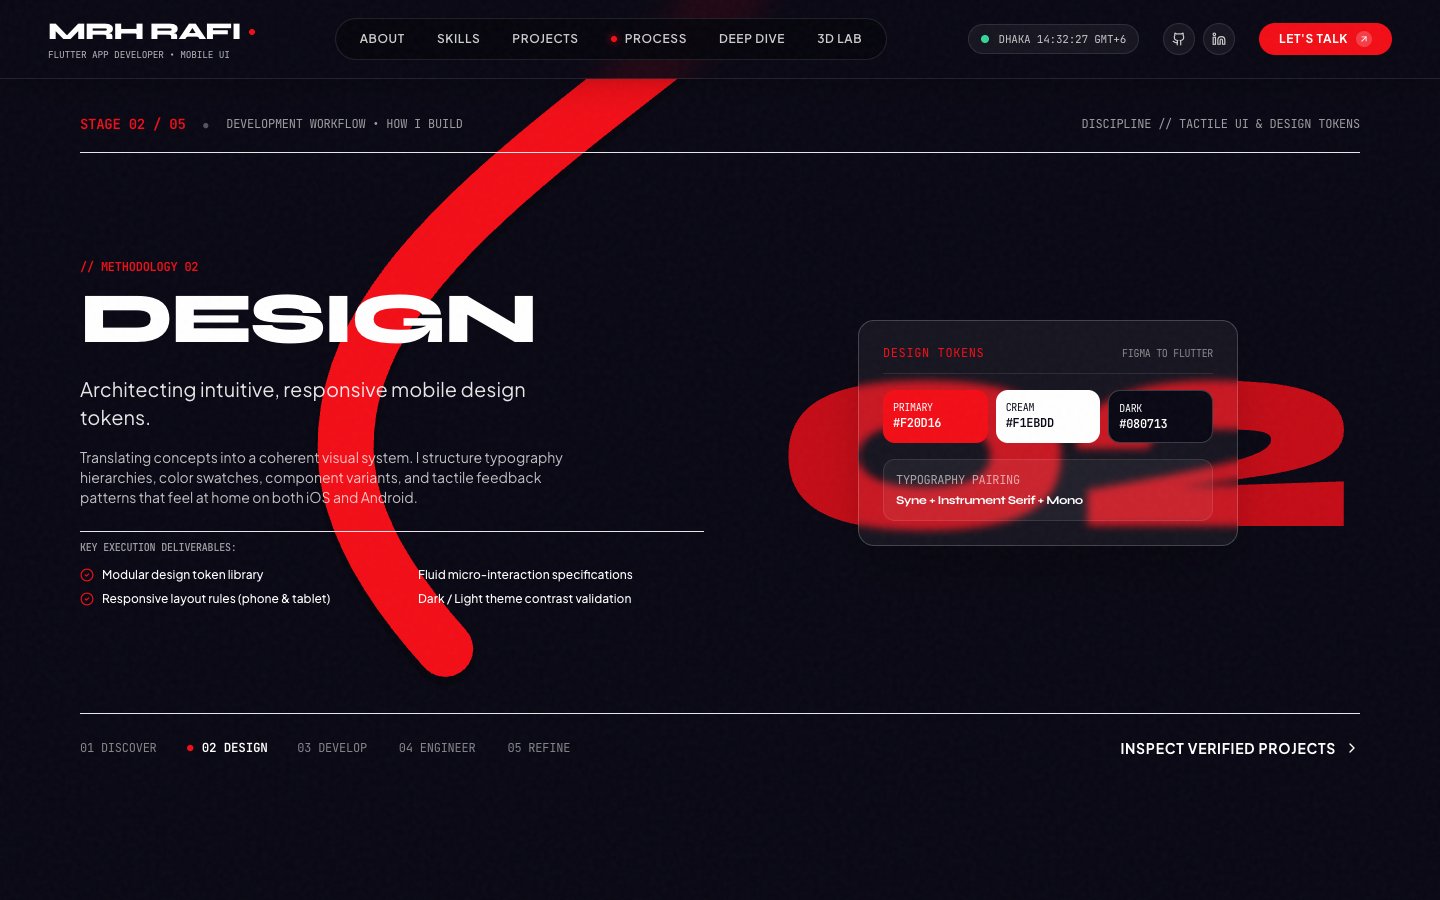 MRH RAFI
FLUTTER APP DEVELOPER • MOBILE UI
ABOUT
SKILLS
PROJECTS
PROCESS
DEEP DIVE
3D LAB
DHAKA 14:32:27 GMT+6
LET'S TALK
STAGE 02 / 05 • DEVELOPMENT WORKFLOW • HOW I BUILD
DISCIPLINE // TACTILE UI & DESIGN TOKENS
// METHODOLOGY 02
DESIGN
Architecting intuitive, responsive mobile design
tokens.
Translating concepts into a coherent visual system. I structure typography
hierarchies, color swatches, component variants, and tactile feedback
patterns that feel at home on both iOS and Android.
KEY EXECUTION DELIVERABLES:
Modular design token library
Fluid micro-interaction specifications
Responsive layout rules (phone & tablet)
Dark / Light theme contrast validation
02
DESIGN TOKENS
FIGMA TO FLUTTER
PRIMARY
#F20D16
CREAM
#F1EBDD
DARK
#080713
TYPOGRAPHY PAIRING
Syne + Instrument Serif + Mono
01 DISCOVER
02 DESIGN
03 DEVELOP
04 ENGINEER
05 REFINE
INSPECT VERIFIED PROJECTS